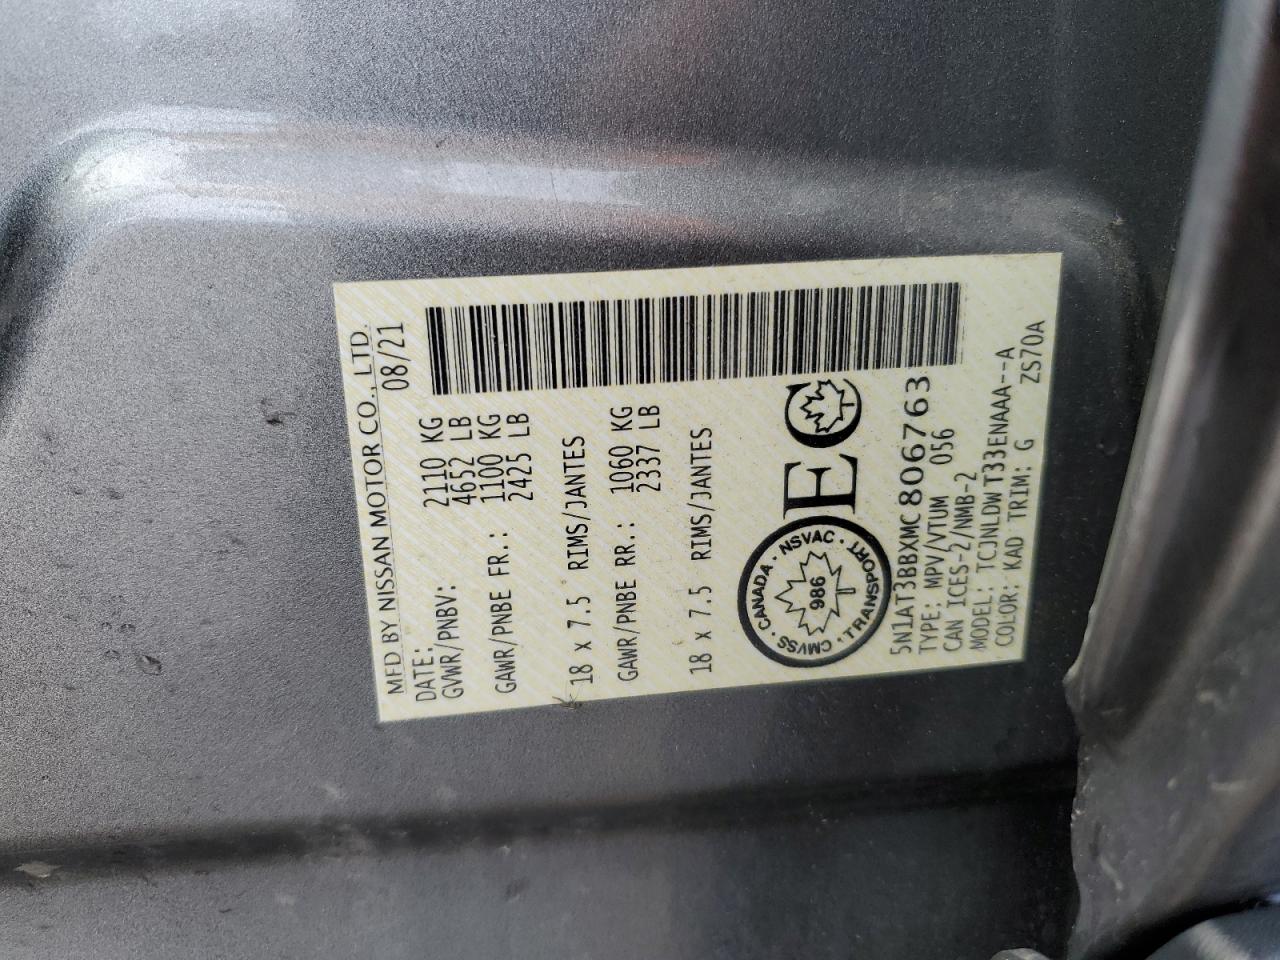 MFD BY NISSAN MOTOR CO., LTD.
DATE: 08/21
GVWR/PNBV: 2110 KG
4652 LB
GAWR/PNBE FR.: 1100 KG
2425 LB
18 x 7.5 RIMS/JANTES
GAWR/PNBE RR.: 1060 KG
2337 LB
18 x 7.5 RIMS/JANTES
CANADA · NSVAC · TRANSPORT · CMVSS ·
986
EC
T
5N1AT3BBXMC806763
TYPE: MPV/VTUM 056
CAN ICES-2/NMB-2
MODEL: TCJNLDWT33ENAAA--A
COLOR: KAD TRIM: G ZS70A